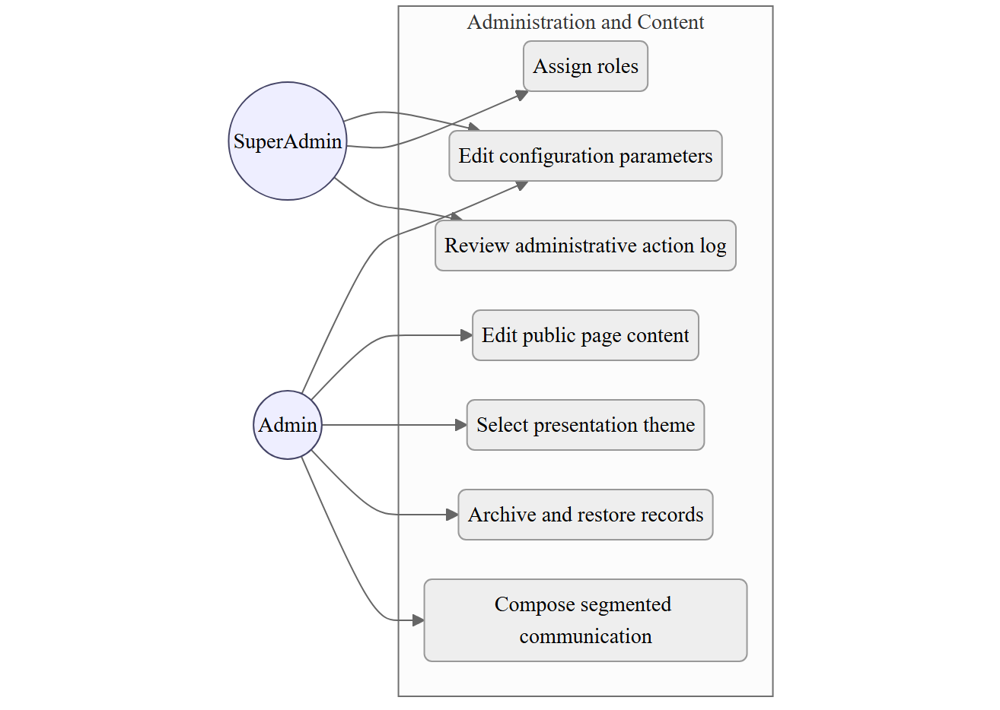 Administration and Content
Assign roles
SuperAdmin
Edit configuration parameters
Review administrative action log
Edit public page content
Admin
Select presentation theme
Archive and restore records
Compose segmented
communication